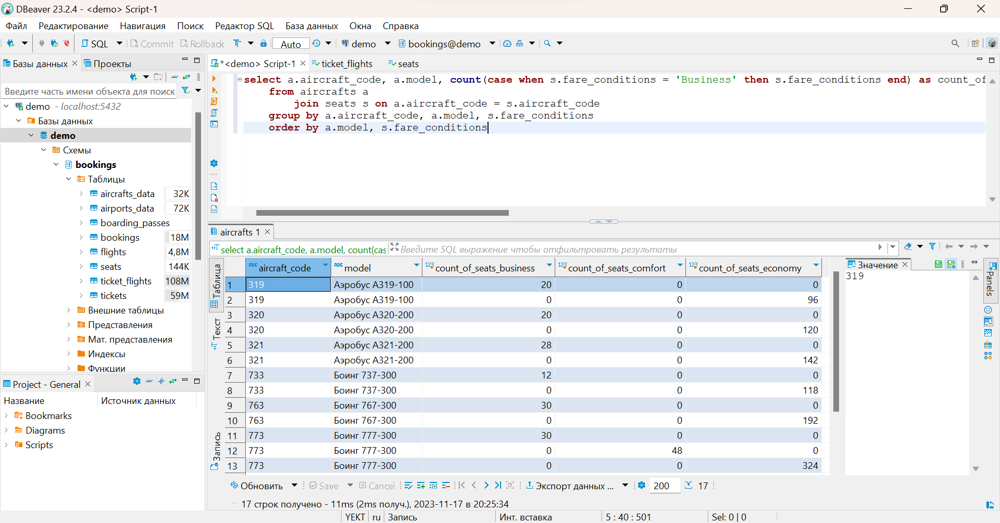 DBeaver 23.2.4 - <demo> Script-1
Файл Редактирование Навигация Поиск Редактор SQL База данных Окна Справка
SQL Commit Rollback Auto demo bookings@demo
Базы данных Проекты
Введите часть имени объекта для поиск
demo - localhost:5432
Базы данных
demo
Схемы
bookings
Таблицы
aircrafts_data 32K
airports_data 72K
boarding_passes
bookings 18M
flights 4,8M
seats 144K
ticket_flights 108M
tickets 59M
Внешние таблицы
Представления
Мат. представления
Индексы
Функции
Project - General
Название Источник данных
Bookmarks
Diagrams
Scripts
*<demo> Script-1 ticket_flights seats
select a.aircraft_code, a.model, count(case when s.fare_conditions = 'Business' then s.fare_conditions end) as count_of
from aircrafts a
join seats s on a.aircraft_code = s.aircraft_code
group by a.aircraft_code, a.model, s.fare_conditions
order by a.model, s.fare_conditions
aircrafts 1
select a.aircraft_code, a.model, count(cas Введите SQL выражение чтобы отфильтровать результаты
Таблица
Текст
Запись
ABC aircraft_code ABC model 123 count_of_seats_business 123 count_of_seats_comfort 123 count_of_seats_economy
1 319 Аэробус A319-100 20 0 0
2 319 Аэробус A319-100 0 0 96
3 320 Аэробус A320-200 20 0 0
4 320 Аэробус A320-200 0 0 120
5 321 Аэробус A321-200 28 0 0
6 321 Аэробус A321-200 0 0 142
7 733 Боинг 737-300 12 0 0
8 733 Боинг 737-300 0 0 118
9 763 Боинг 767-300 30 0 0
10 763 Боинг 767-300 0 0 192
11 773 Боинг 777-300 30 0 0
12 773 Боинг 777-300 0 48 0
13 773 Боинг 777-300 0 0 324
Значение
319
Panels
Обновить Save Cancel Экспорт данных ... 200 17
17 строк получено - 11ms (2ms получ.), 2023-11-17 в 20:25:34
YEKT ru Запись Инт. вставка 5 : 40 : 501 Sel: 0 | 0